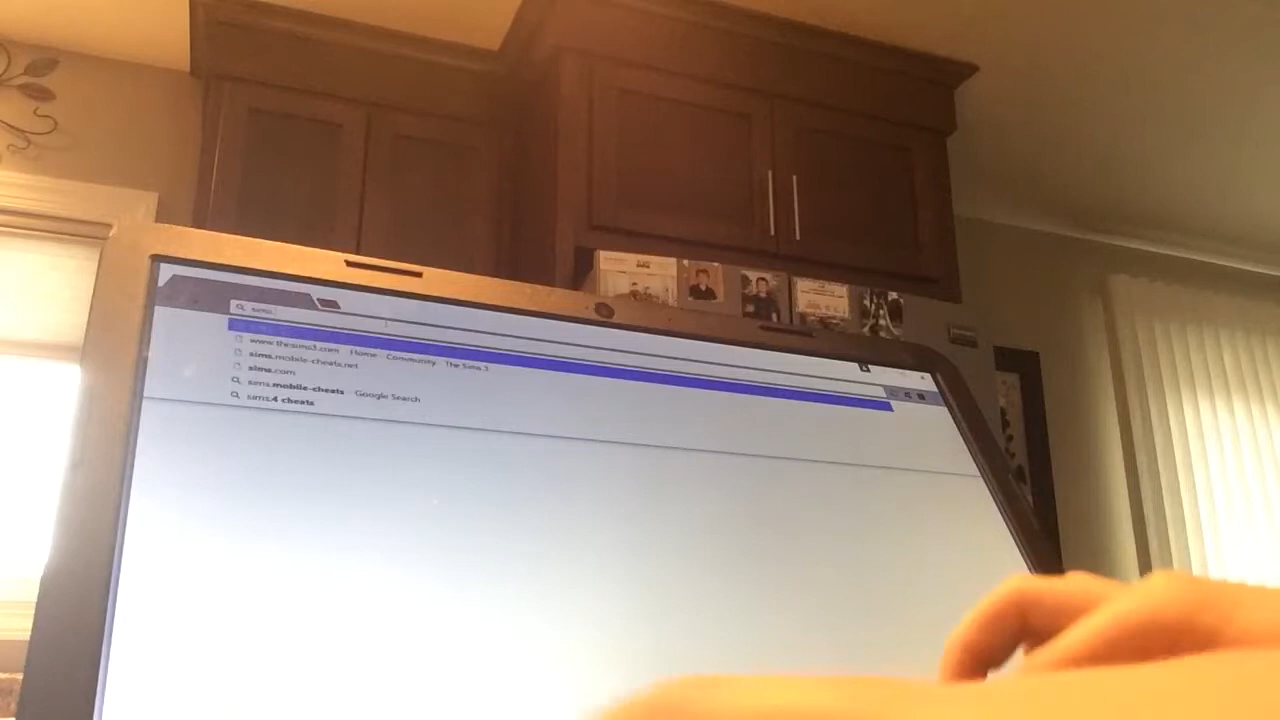 sims.
www.thesims3.com Home - Community - The Sims 3
sims.mobile-cheats.net
sims.com
sims.mobile-cheats - Google Search
sims.4 cheats